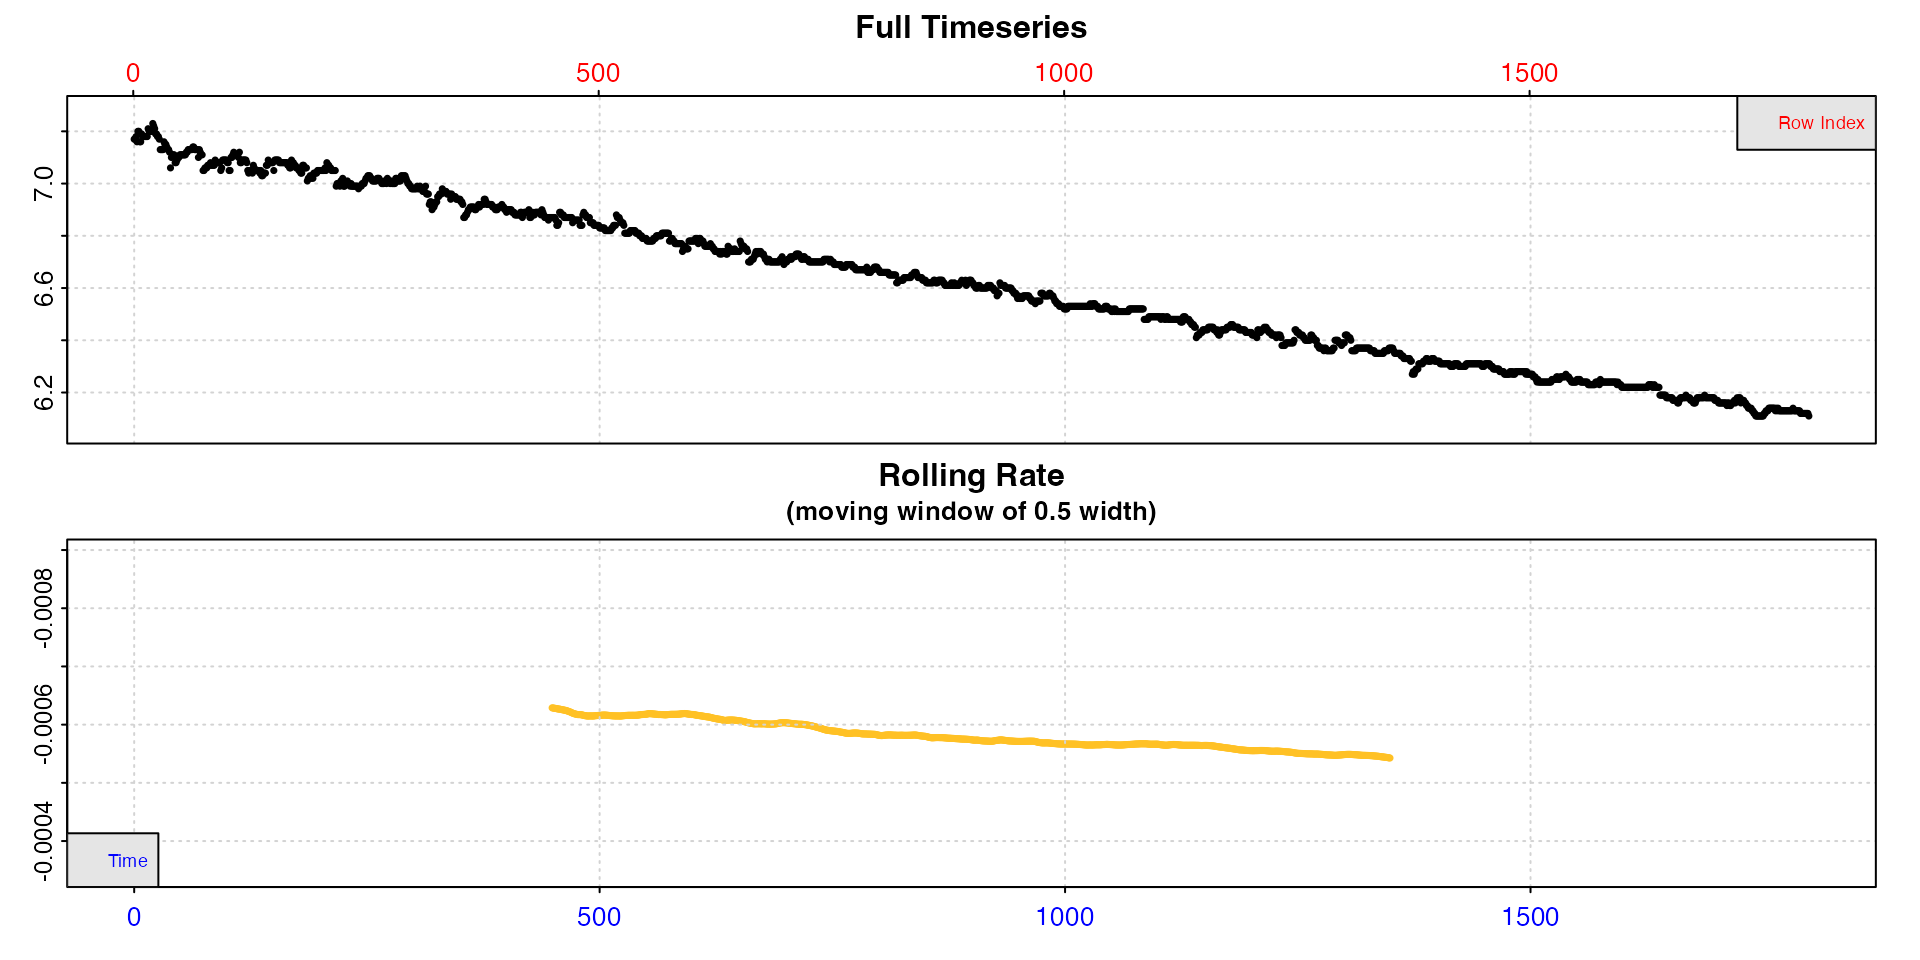 Full Timeseries
0 500 1000 1500
Row Index
7.0
6.6
6.2
Rolling Rate
(moving window of 0.5 width)
-0.0008
-0.0006
-0.0004
Time
0 500 1000 1500